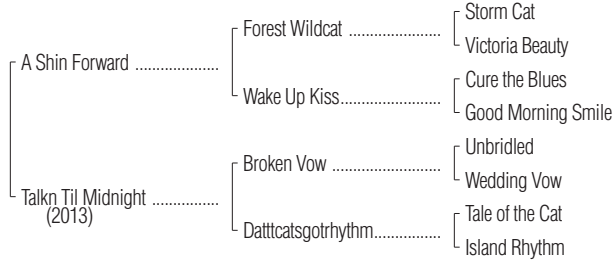 Storm Cat
Forest Wildcat ....................
Victoria Beauty
A Shin Forward ...................
Cure the Blues
Wake Up Kiss......................
Good Morning Smile
Unbridled
Broken Vow .......................
Wedding Vow
Talkn Til Midnight ...............
(2013)
Tale of the Cat
Datttcatsgotrhythm...............
Island Rhythm